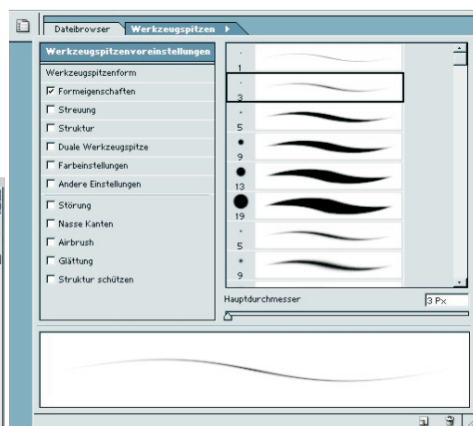 Dateibrowser
Werkzeugspitzen
Werkzeugspitzenvoreinstellungen
Werkzeugspitzenform
Formeigenschaften
Streuung
Struktur
Duale Werkzeugspitze
Farbeinstellungen
Andere Einstellungen
Störung
Nasse Kanten
Airbrush
Glättung
Struktur schützen
1
3
5
9
13
19
5
9
Hauptdurchmesser
3 Px